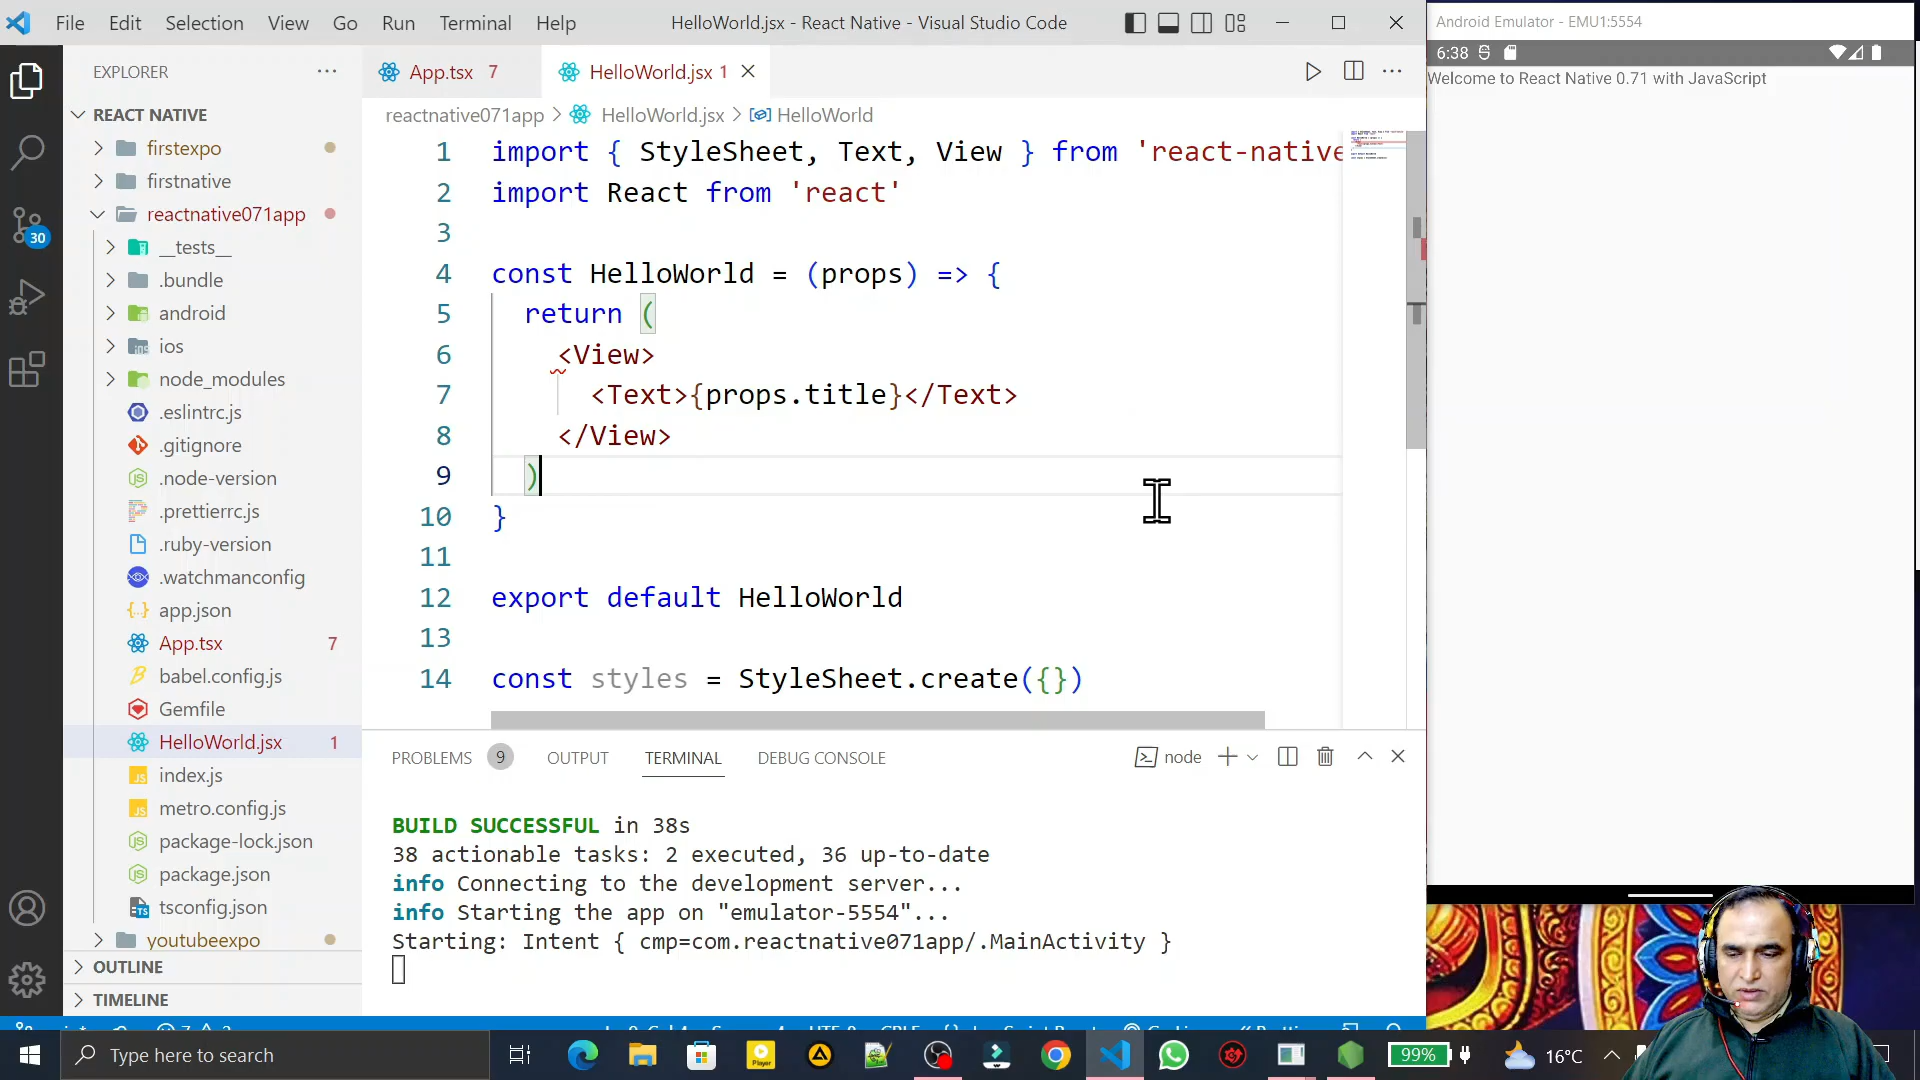 File Edit Selection View Go Run Terminal Help
HelloWorld.jsx - React Native - Visual Studio Code
Android Emulator - EMU1:5554
6:38
Welcome to React Native 0.71 with JavaScript
EXPLORER
REACT NATIVE
firstexpo
firstnative
reactnative071app
__tests__
.bundle
android
ios
node_modules
.eslintrc.js
.gitignore
.node-version
.prettierrc.js
.ruby-version
.watchmanconfig
app.json
App.tsx 7
babel.config.js
Gemfile
HelloWorld.jsx 1
index.js
metro.config.js
package-lock.json
package.json
tsconfig.json
youtubeexpo
OUTLINE
TIMELINE
30
App.tsx 7
HelloWorld.jsx 1
reactnative071app > HelloWorld.jsx > HelloWorld
1 import { StyleSheet, Text, View } from 'react-native
2 import React from 'react'
3
4 const HelloWorld = (props) => {
5 return (
6 <View>
7 <Text>{props.title}</Text>
8 </View>
9 )
10 }
11
12 export default HelloWorld
13
14 const styles = StyleSheet.create({})
PROBLEMS 9 OUTPUT TERMINAL DEBUG CONSOLE
node
BUILD SUCCESSFUL in 38s
38 actionable tasks: 2 executed, 36 up-to-date
info Connecting to the development server...
info Starting the app on "emulator-5554"...
Starting: Intent { cmp=com.reactnative071app/.MainActivity }
Type here to search
Player
99%
16°C